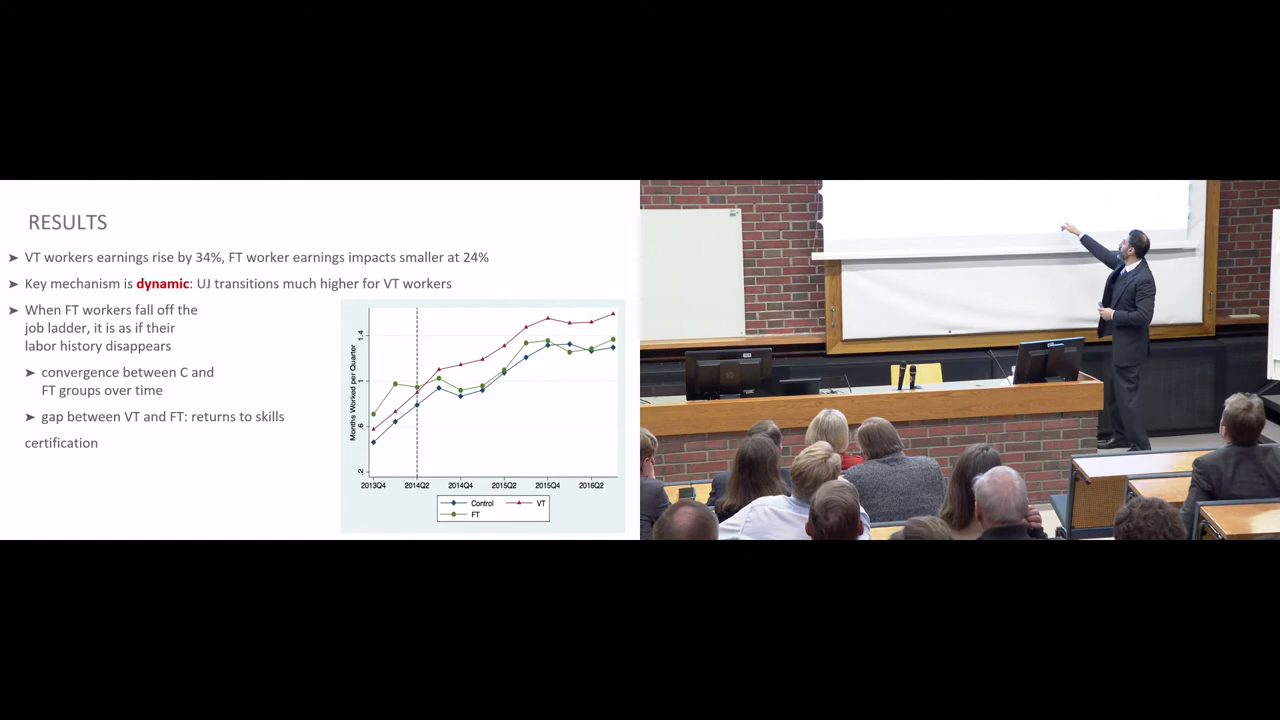 RESULTS
➤ VT workers earnings rise by 34%, FT worker earnings impacts smaller at 24%
➤ Key mechanism is dynamic: UJ transitions much higher for VT workers
➤ When FT workers fall off the
job ladder, it is as if their
labor history disappears
➤ convergence between C and
FT groups over time
➤ gap between VT and FT: returns to skills
certification
Months Worked per Quarter
1.4
1
.6
.2
2013Q4 2014Q2 2014Q4 2015Q2 2015Q4 2016Q2
Control VT
FT